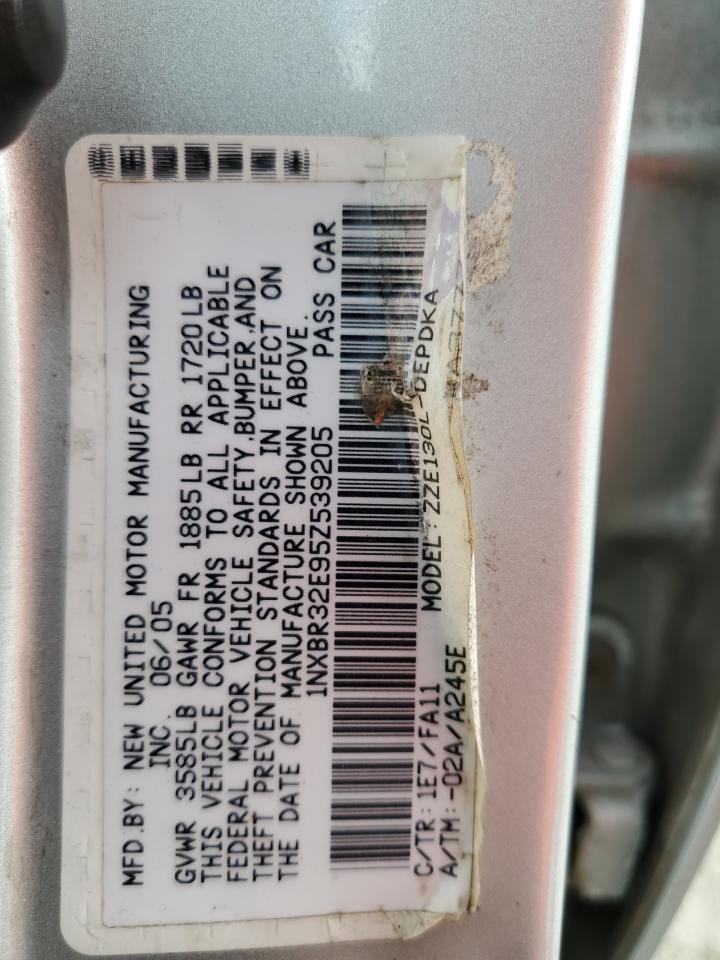 MFD.BY: NEW UNITED MOTOR MANUFACTURING
INC. 06/05
GVWR 3585LB GAWR FR 1885LB RR 1720LB
THIS VEHICLE CONFORMS TO ALL APPLICABLE
FEDERAL MOTOR VEHICLE SAFETY,BUMPER,AND
THEFT PREVENTION STANDARDS IN EFFECT ON
THE DATE OF MANUFACTURE SHOWN ABOVE.
1NXBR32E95Z539205 PASS CAR
C/TR: 1E7/FA11 MODEL: ZZE130L-DEPDKA
A/TM: -02A/A245E